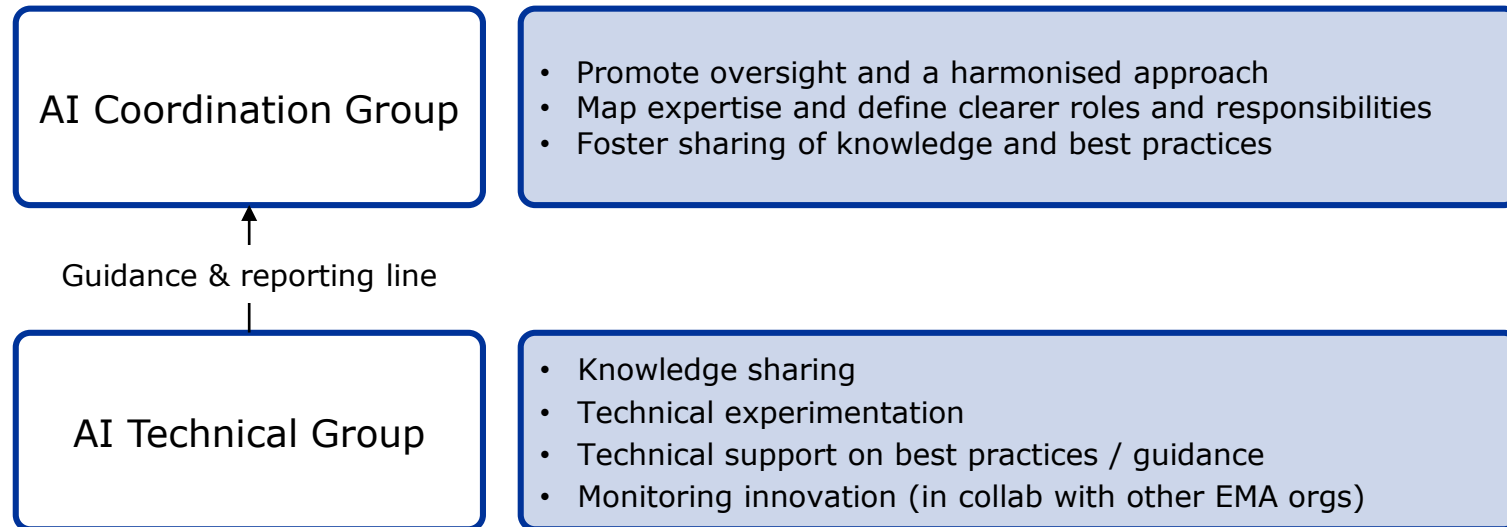 AI Coordination Group
• Promote oversight and a harmonised approach
• Map expertise and define clearer roles and responsibilities
• Foster sharing of knowledge and best practices
Guidance & reporting line
AI Technical Group
• Knowledge sharing
• Technical experimentation
• Technical support on best practices / guidance
• Monitoring innovation (in collab with other EMA orgs)